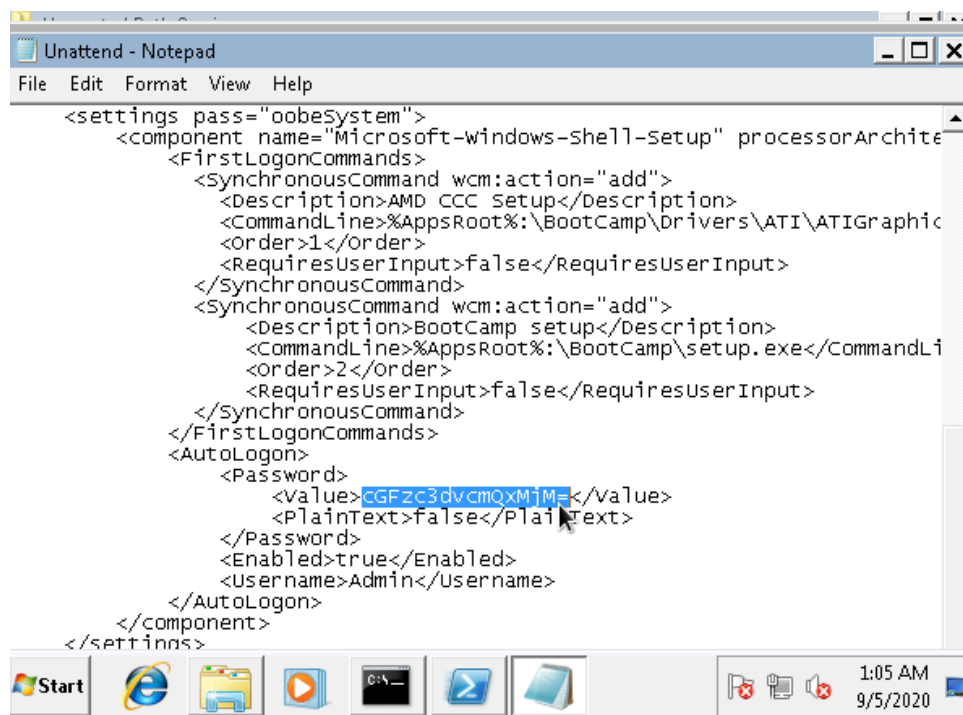 Unattend - Notepad
File Edit Format View Help
<settings pass="oobeSystem">
<component name="Microsoft-Windows-Shell-Setup" processorArchite
<FirstLogonCommands>
<SynchronousCommand wcm:action="add">
<Description>AMD CCC Setup</Description>
<CommandLine>%AppsRoot%:\BootCamp\Drivers\ATI\ATIGraphic
<Order>1</Order>
<RequiresUserInput>false</RequiresUserInput>
</SynchronousCommand>
<SynchronousCommand wcm:action="add">
<Description>BootCamp setup</Description>
<CommandLine>%AppsRoot%:\BootCamp\setup.exe</CommandLi
<Order>2</Order>
<RequiresUserInput>false</RequiresUserInput>
</SynchronousCommand>
</FirstLogonCommands>
<AutoLogon>
<Password>
<Value>cGFzc3dvcmQxMjM=</Value>
<PlainText>false</PlainText>
</Password>
<Enabled>true</Enabled>
<Username>Admin</Username>
</AutoLogon>
</component>
</settings>
Start
C:\
1:05 AM
9/5/2020